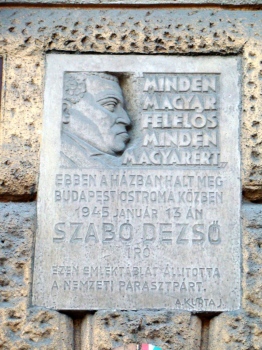 MINDEN
MAGYAR
FELELŐS
MINDEN
MAGYARÉRT„
EBBEN A HÁZBAN HALT MEG
BUDAPEST OSTROMA KÖZBEN
1945 JANUÁR 13 ÁN
SZABÓ DEZSŐ
ÍRÓ
EZEN EMLÉKTÁBLÁT ÁLLÍTOTTA
A NEMZETI PARASZTPÁRT.
A. KURTA J.